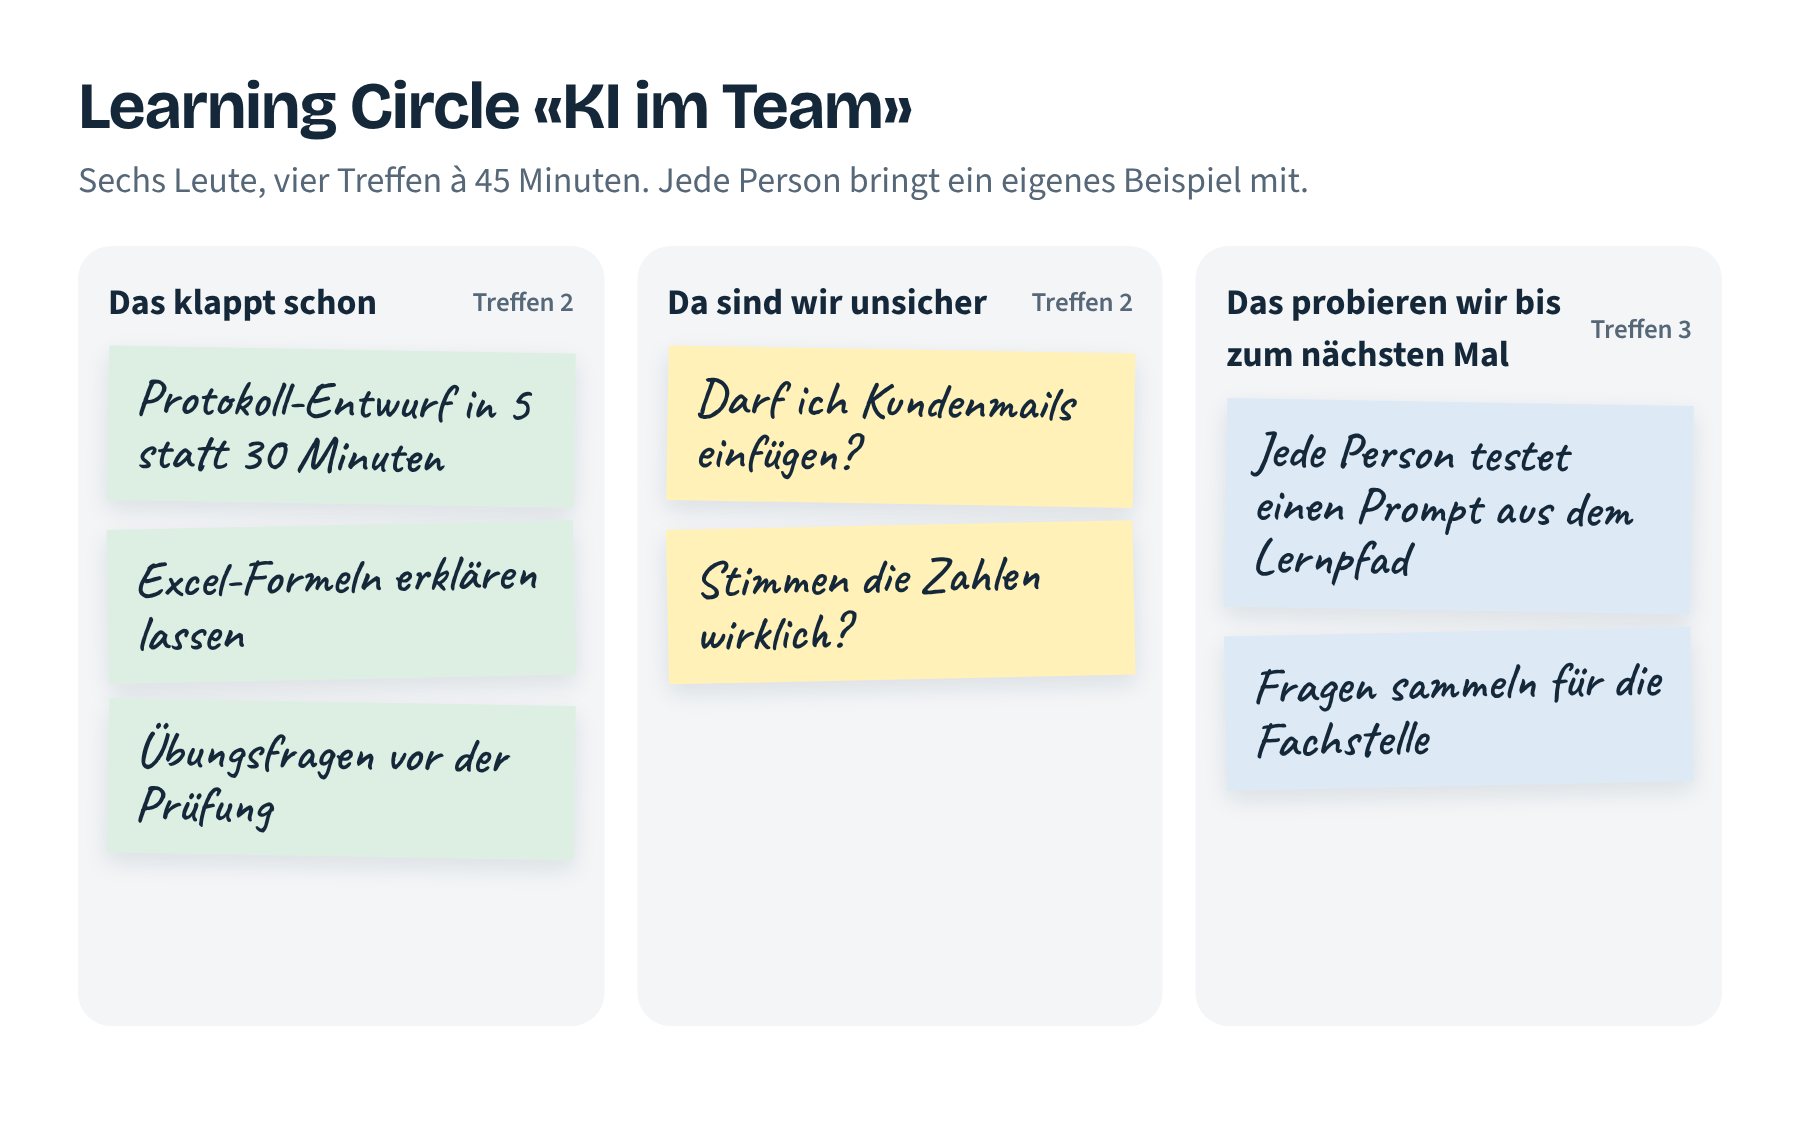 Learning Circle «KI im Team»
Sechs Leute, vier Treffen à 45 Minuten. Jede Person bringt ein eigenes Beispiel mit.
Das klappt schon
Treffen 2
Protokoll-Entwurf in 5
statt 30 Minuten
Excel-Formeln erklären
lassen
Übungsfragen vor der
Prüfung
Da sind wir unsicher
Treffen 2
Darf ich Kundenmails
einfügen?
Stimmen die Zahlen
wirklich?
Das probieren wir bis
zum nächsten Mal
Treffen 3
Jede Person testet
einen Prompt aus dem
Lernpfad
Fragen sammeln für die
Fachstelle